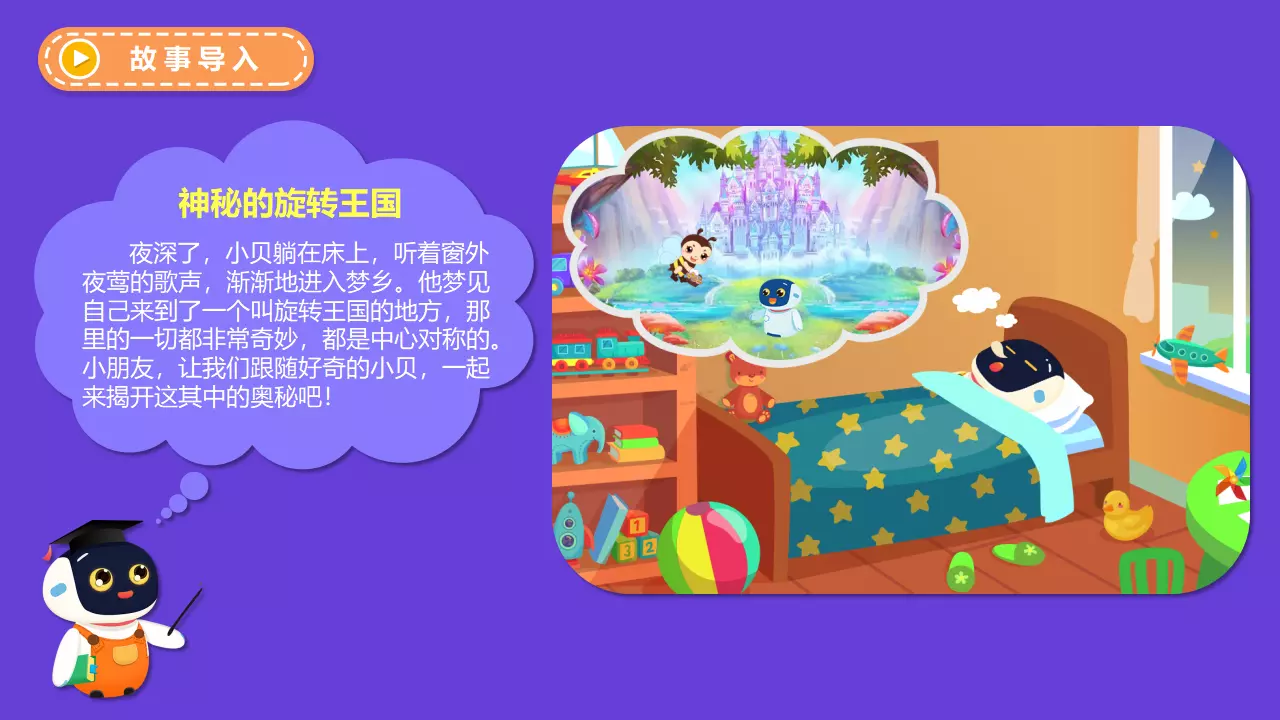 故事导入
神秘的旋转王国
夜深了，小贝躺在床上，听着窗外
夜莺的歌声，渐渐地进入梦乡。他梦见
自己来到了一个叫旋转王国的地方，那
里的一切都非常奇妙，都是中心对称的。
小朋友，让我们跟随好奇的小贝，一起
来揭开这其中的奥秘吧！
1
3 2